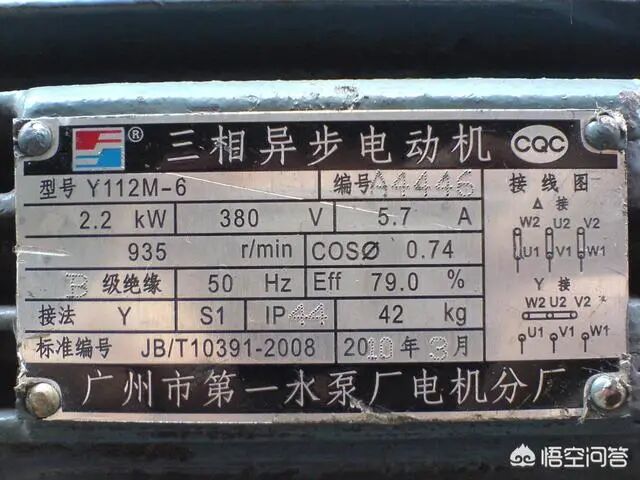 ® 三相异步电动机 CQC
型号 Y112M-6 编号 A4446 接线图
2.2 kW 380 V 5.7 A △ 接
W2 U2 V2
935 r/min COSØ 0.74 U1 V1 W1
B 级绝缘 50 Hz Eff 79.0 % Y 接
接法 Y S1 IP44 42 kg W2 U2 V2
标准编号 JB/T10391-2008 2010年3月 U1 V1 W1
广州市第一水泵厂电机分厂
悟空问答